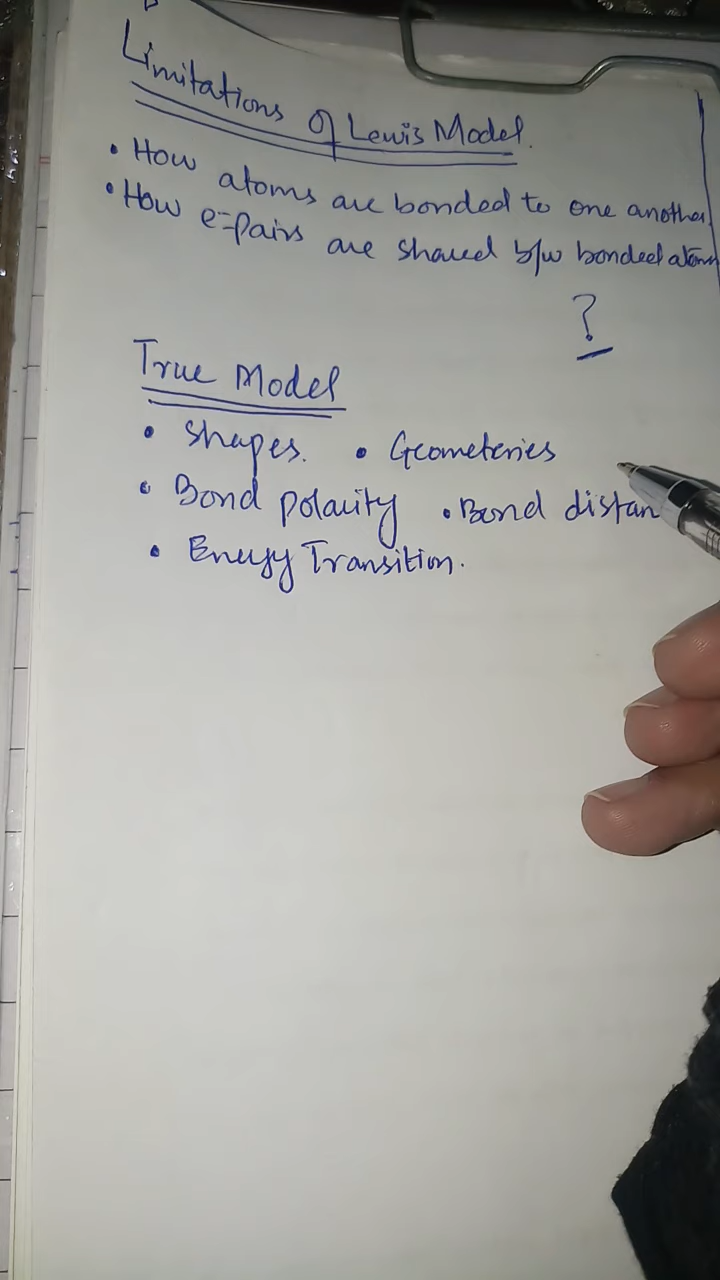 Limitations of Lewis Model.
• How atoms are bonded to one another
• How e-pairs are shared b/w bonded atom
?
True Model
• Shapes. • Geometeries
• Bond polarity • Bond distan
• Energy Transition.